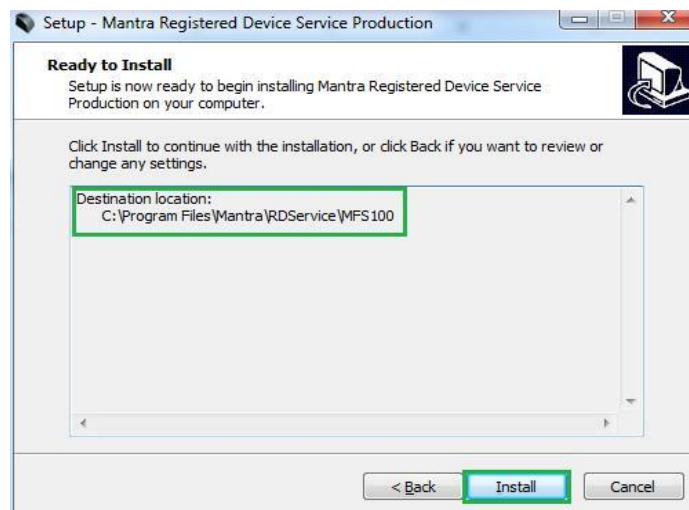 Setup - Mantra Registered Device Service Production
Ready to Install
Setup is now ready to begin installing Mantra Registered Device Service
Production on your computer.
Click Install to continue with the installation, or click Back if you want to review or
change any settings.
Destination location:
C:\Program Files\Mantra\RDService\MFS100
< Back
Install
Cancel